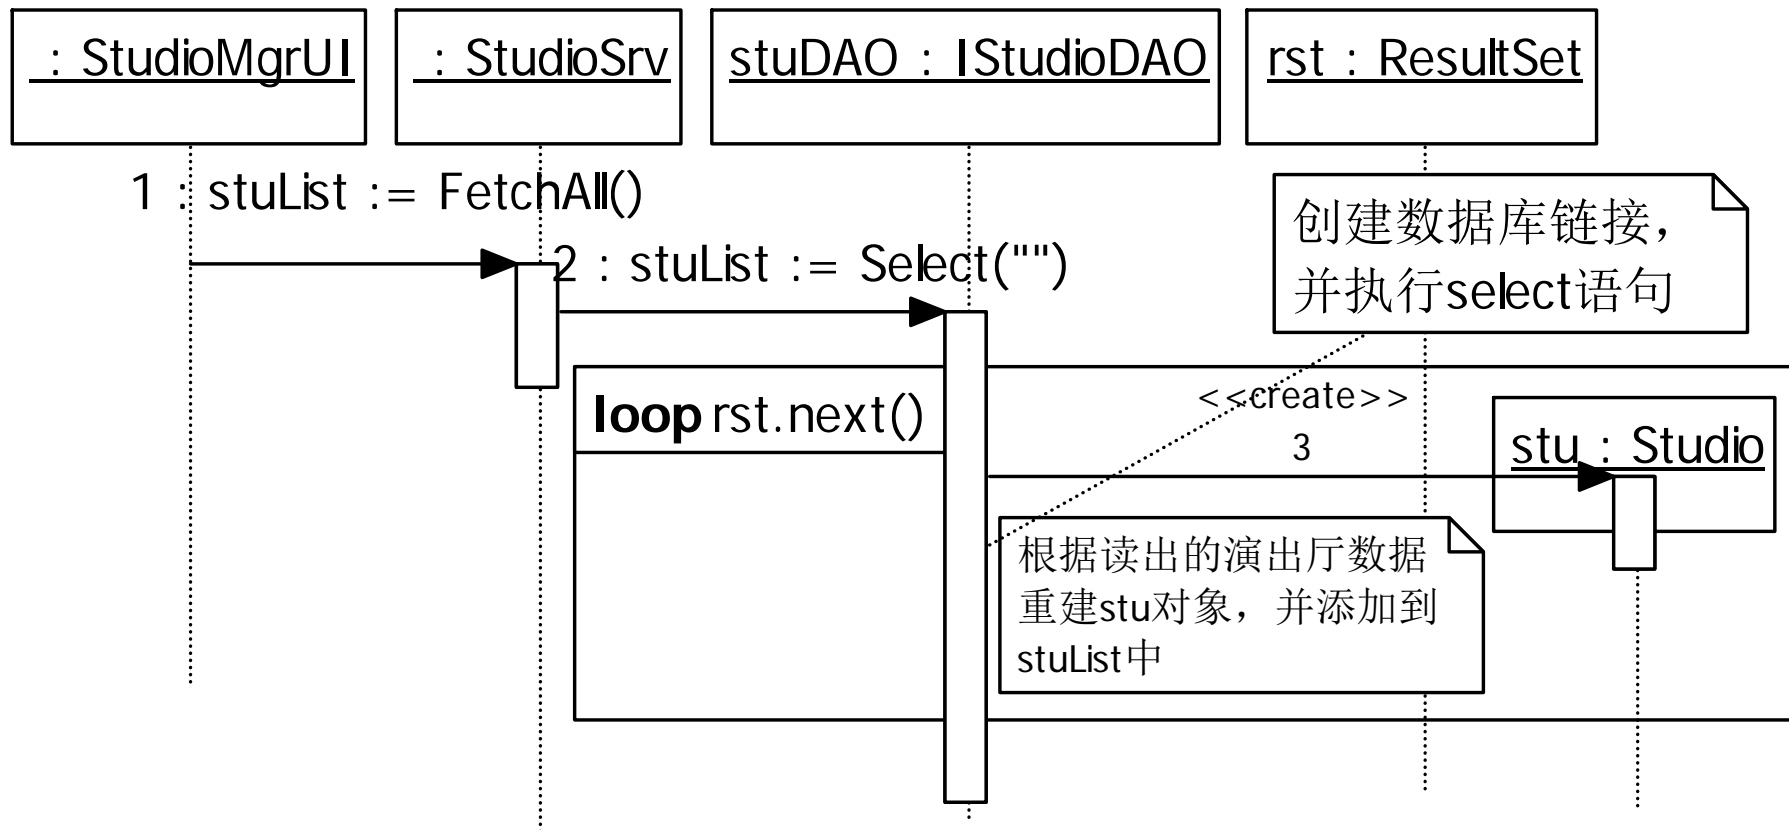 : StudioMgrUI
: StudioSrv
stuDAO : IStudioDAO
rst : ResultSet
1 : stuList := FetchAll()
2 : stuList := Select("")
创建数据库链接，
并执行select语句
loop rst.next()
<<create>>
3
stu : Studio
根据读出的演出厅数据
重建stu对象，并添加到
stuList中